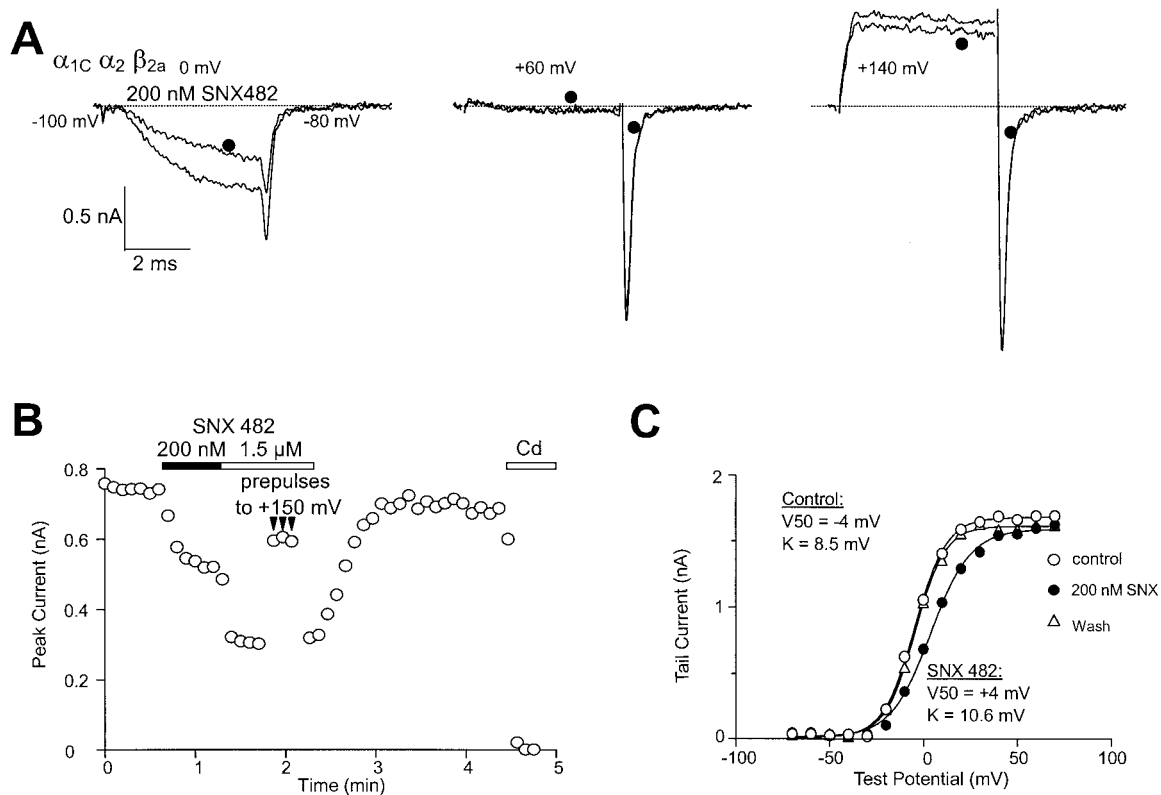 A
α1C α2 β2a 0 mV
200 nM SNX482
-100 mV
-80 mV
0.5 nA
2 ms
+60 mV
+140 mV
B
SNX 482
200 nM 1.5 µM
prepulses
to +150 mV
Cd
0.8
0.6
0.4
0.2
0
Peak Current (nA)
0 1 2 3 4 5
Time (min)
C
2
1
0
Tail Current (nA)
Control:
V50 = -4 mV
K = 8.5 mV
control
200 nM SNX
Wash
SNX 482:
V50 = +4 mV
K = 10.6 mV
-100 -50 0 50 100
Test Potential (mV)